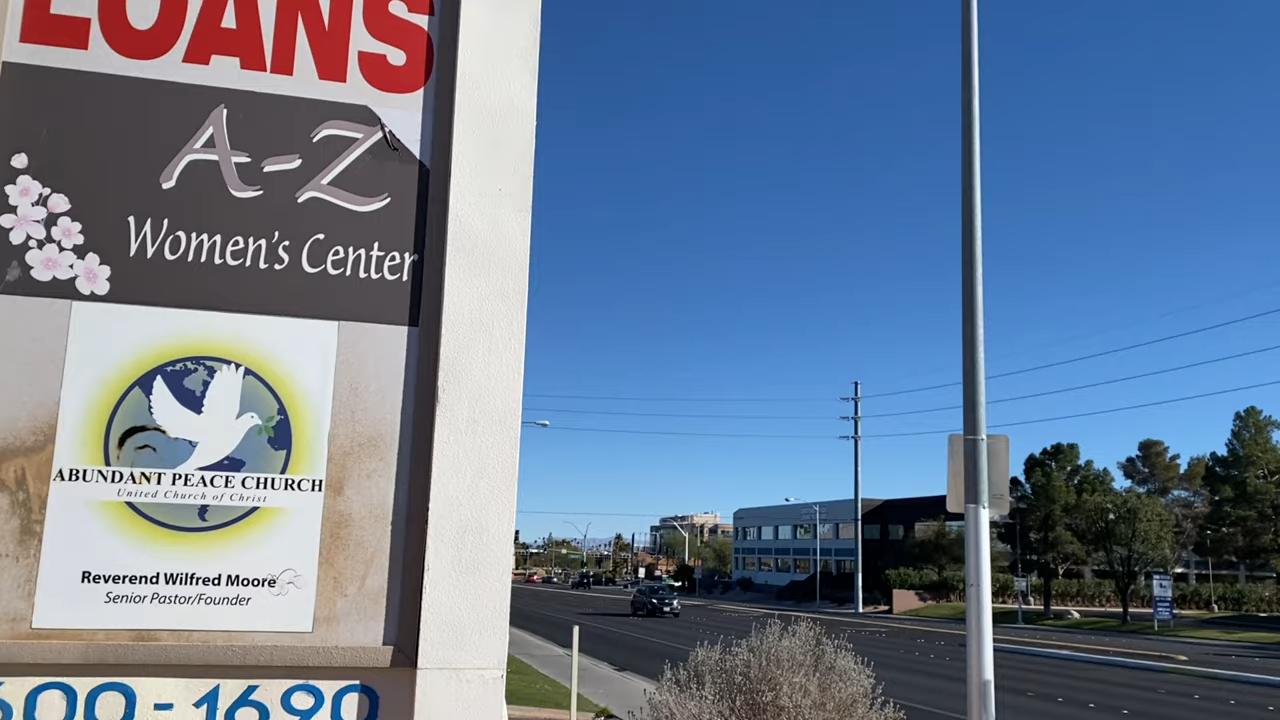 LOANS
A-Z
Women's Center
ABUNDANT PEACE CHURCH
United Church of Christ
Reverend Wilfred Moore
Senior Pastor/Founder
600-1690